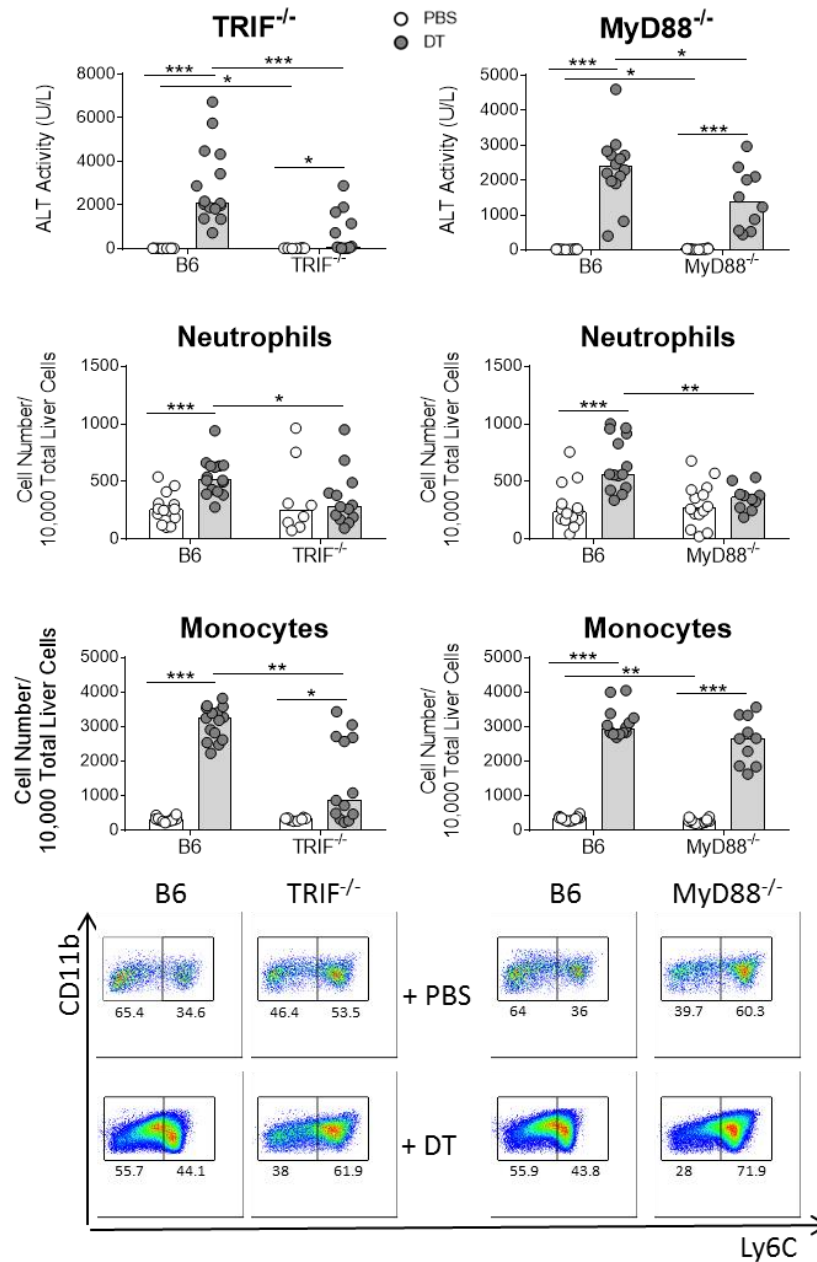 TRIF-/-
PBS
DT
MyD88-/-
ALT Activity (U/L)
8000
6000
4000
2000
0
***
***
*
*
B6
TRIF-/-
ALT Activity (U/L)
5000
4000
3000
2000
1000
0
***
*
*
***
B6
MyD88-/-
Neutrophils
Cell Number/
10,000 Total Liver Cells
1500
1000
500
0
***
*
B6
TRIF-/-
Neutrophils
Cell Number/
10,000 Total Liver Cells
1500
1000
500
0
***
**
B6
MyD88-/-
Monocytes
Cell Number/
10,000 Total Liver Cells
5000
4000
3000
2000
1000
0
***
**
*
B6
TRIF-/-
Monocytes
Cell Number/
10,000 Total Liver Cells
5000
4000
3000
2000
1000
0
***
**
***
B6
MyD88-/-
B6 TRIF-/- B6 MyD88-/-
CD11b
65.4 34.6 46.4 53.5 + PBS 64 36 39.7 60.3
55.7 44.1 38 61.9 + DT 55.9 43.8 28 71.9
Ly6C